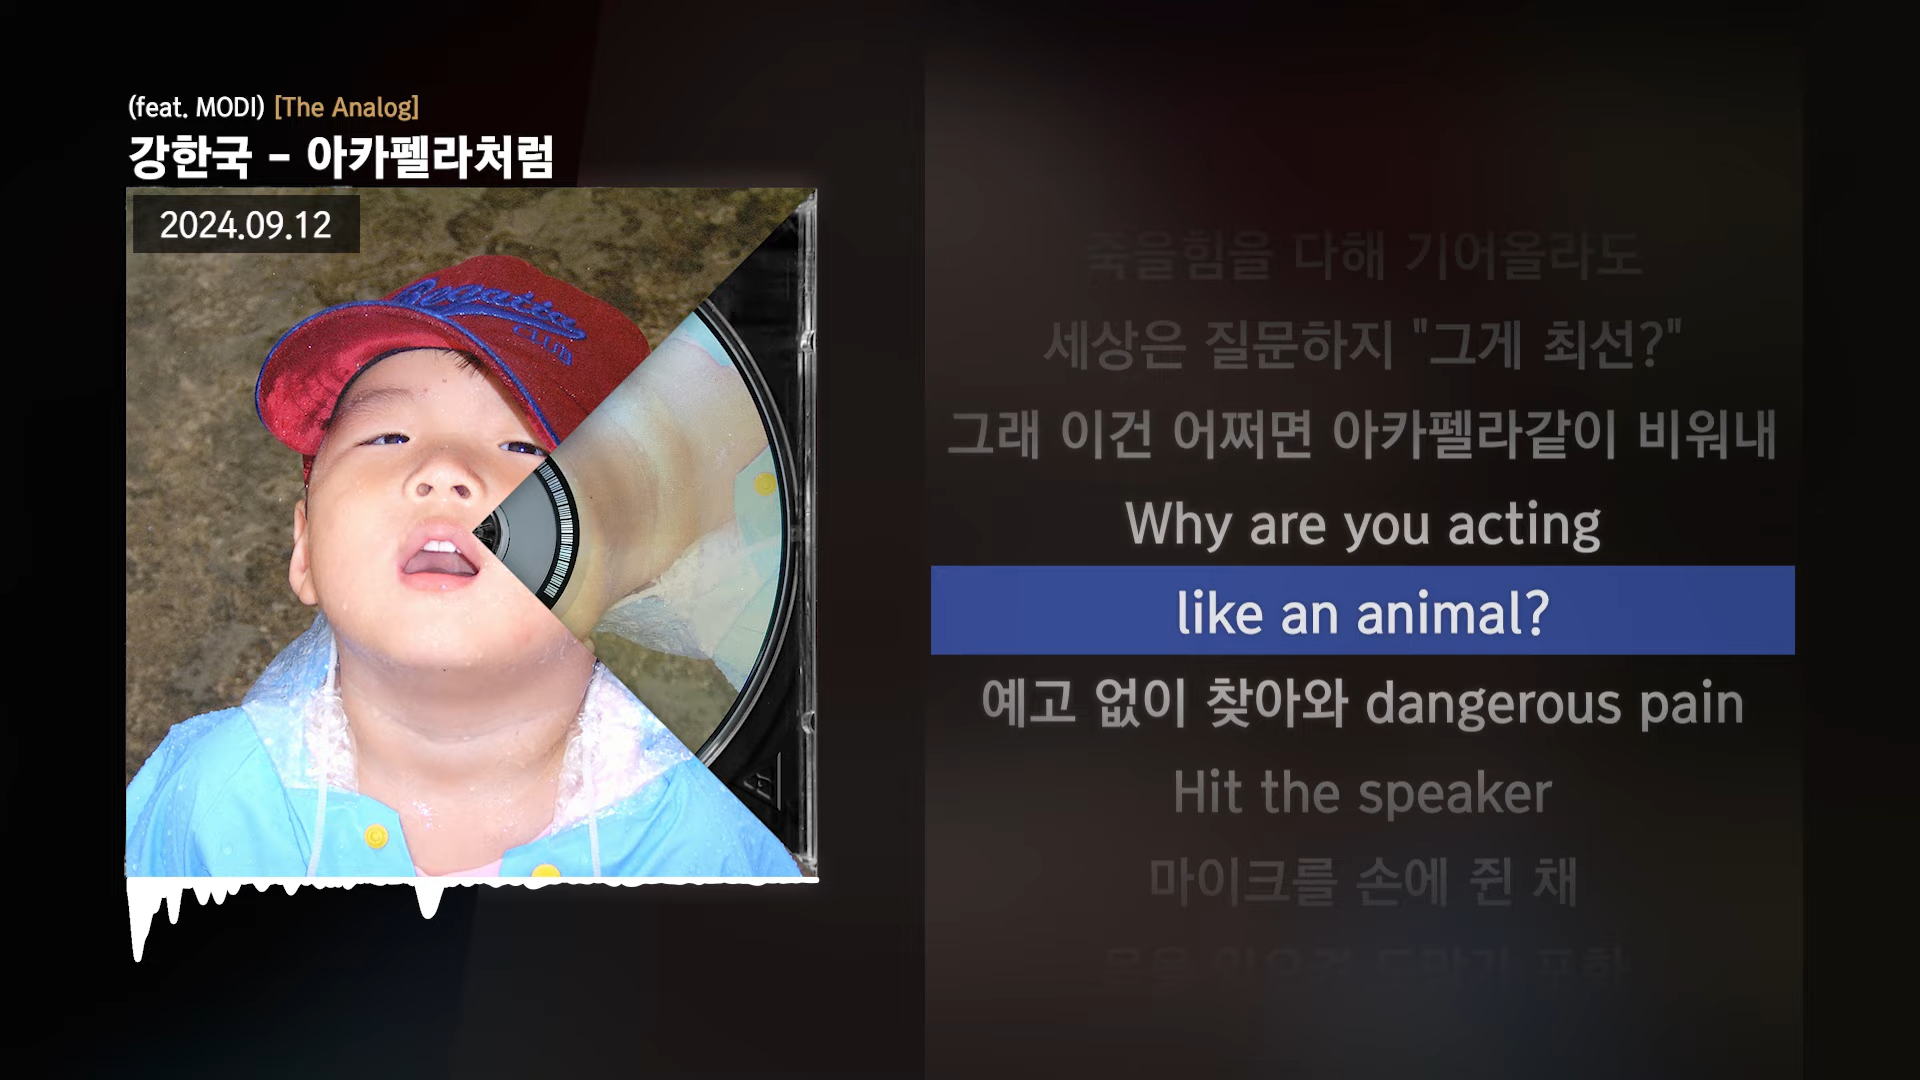 (feat. MODI) [The Analog]
강한국 - 아카펠라처럼
2024.09.12
CLUB
죽을힘을 다해 기어올라도
세상은 질문하지 "그게 최선?"
그래 이건 어쩌면 아카펠라같이 비워내
Why are you acting
like an animal?
예고 없이 찾아와 dangerous pain
Hit the speaker
마이크를 손에 쥔 채